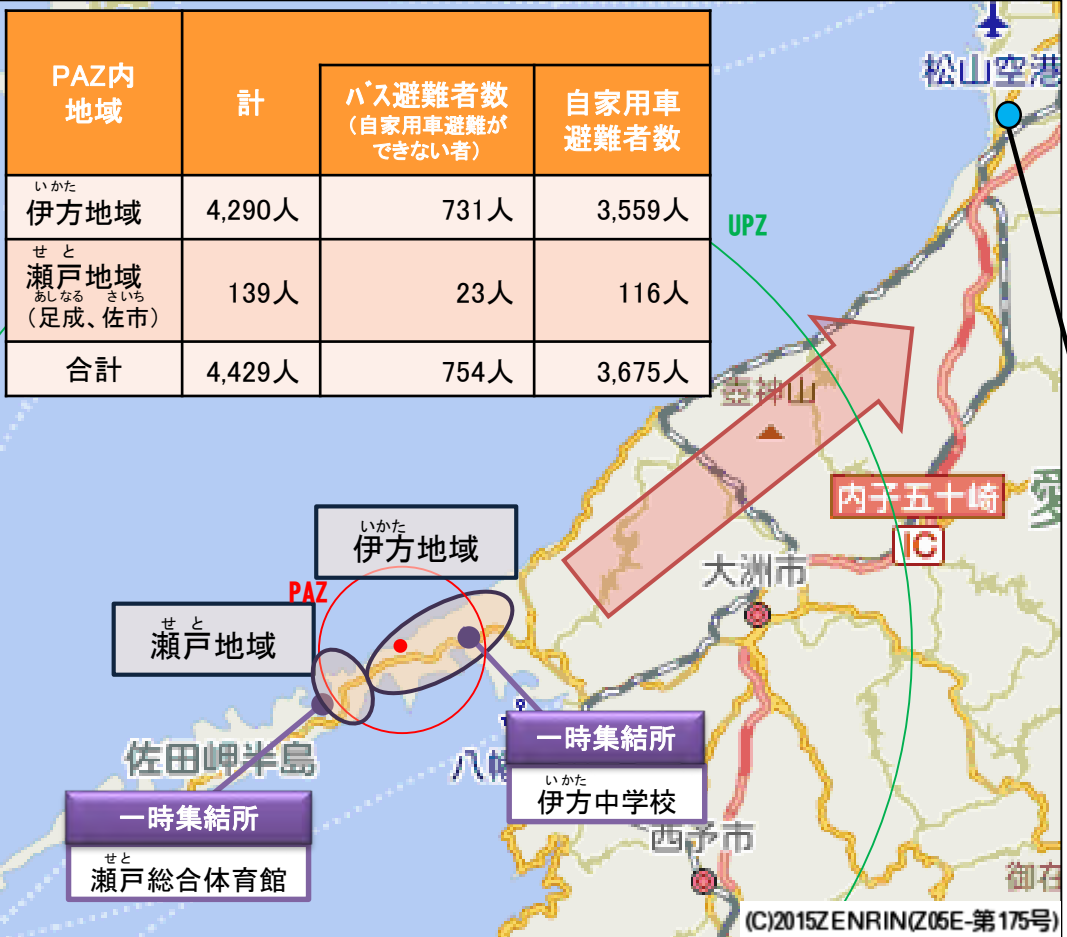 PAZ内
地域
計
バス避難者数
（自家用車避難が
できない者）
自家用車
避難者数
いかた
伊方地域
4,290人
731人
3,559人
せと
瀬戸地域
あしなる さいち
（足成、佐市）
139人
23人
116人
合計
4,429人
754人
3,675人
松山空港
UPZ
壺神山
内子五十崎
IC
愛
大洲市
いかた
伊方地域
PAZ
せと
瀬戸地域
佐田岬半島
八幡
一時集結所
いかた
伊方中学校
一時集結所
せと
瀬戸総合体育館
西予市
御在
(C)2015ZENRIN(Z05E-第175号)